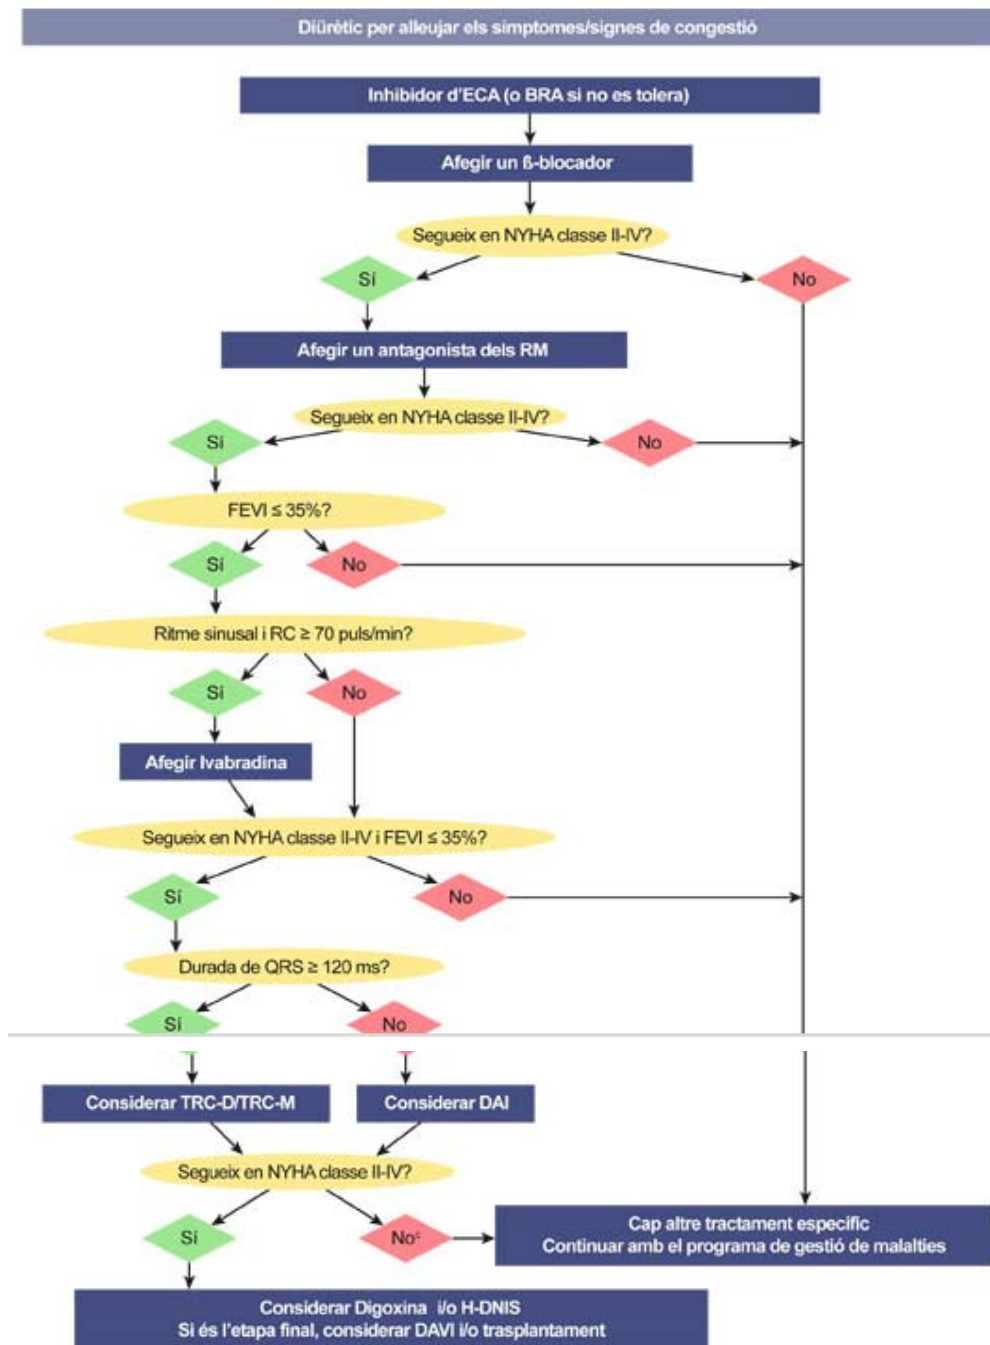 Diürètic per alleujar els símptomes/signes de congestió
Inhibidor d'ECA (o BRA si no es tolera)
Afegir un ß-blocador
Segueix en NYHA classe II-IV?
Sí
No
Afegir un antagonista dels RM
Segueix en NYHA classe II-IV?
Sí
No
FEVI ≤ 35%?
Sí
No
Ritme sinusal i RC ≥ 70 puls/min?
Sí
No
Afegir Ivabradina
Segueix en NYHA classe II-IV i FEVI ≤ 35%?
Sí
No
Durada de QRS ≥ 120 ms?
Sí
No
Considerar TRC-D/TRC-M
Considerar DAI
Segueix en NYHA classe II-IV?
Sí
Noᶜ
Cap altre tractament específic
Continuar amb el programa de gestió de malalties
Considerar Digoxina i/o H-DNIS
Si és l'etapa final, considerar DAVI i/o trasplantament